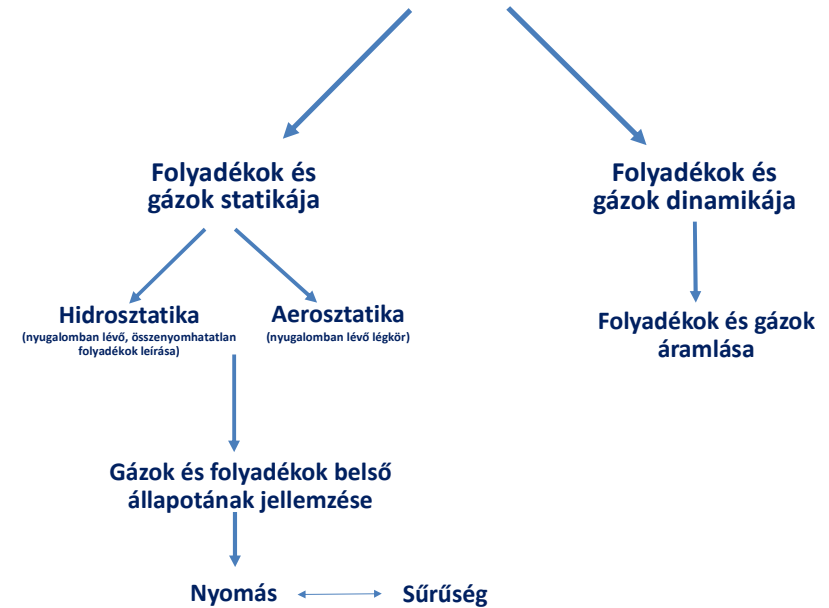 Folyadékok és
gázok statikája
Folyadékok és
gázok dinamikája
Hidrosztatika
(nyugalomban lévő, összenyomhatatlan
folyadékok leírása)
Aerosztatika
(nyugalomban lévő légkör)
Folyadékok és gázok
áramlása
Gázok és folyadékok belső
állapotának jellemzése
Nyomás
Sűrűség